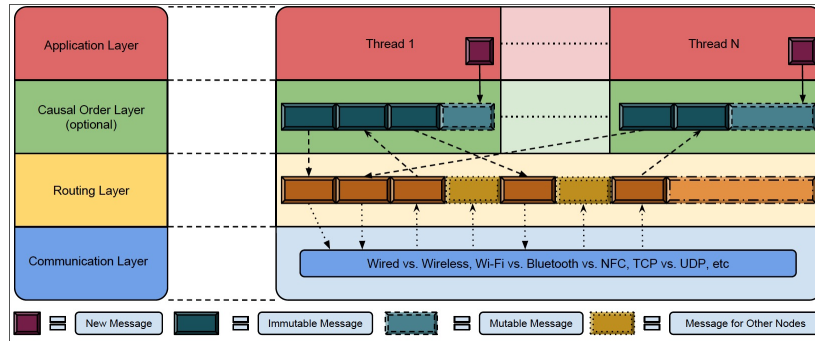 Application Layer
Thread 1
Thread N
Causal Order Layer
(optional)
Routing Layer
Communication Layer
Wired vs. Wireless, Wi-Fi vs. Bluetooth vs. NFC, TCP vs. UDP, etc
New Message
Immutable Message
Mutable Message
Message for Other Nodes